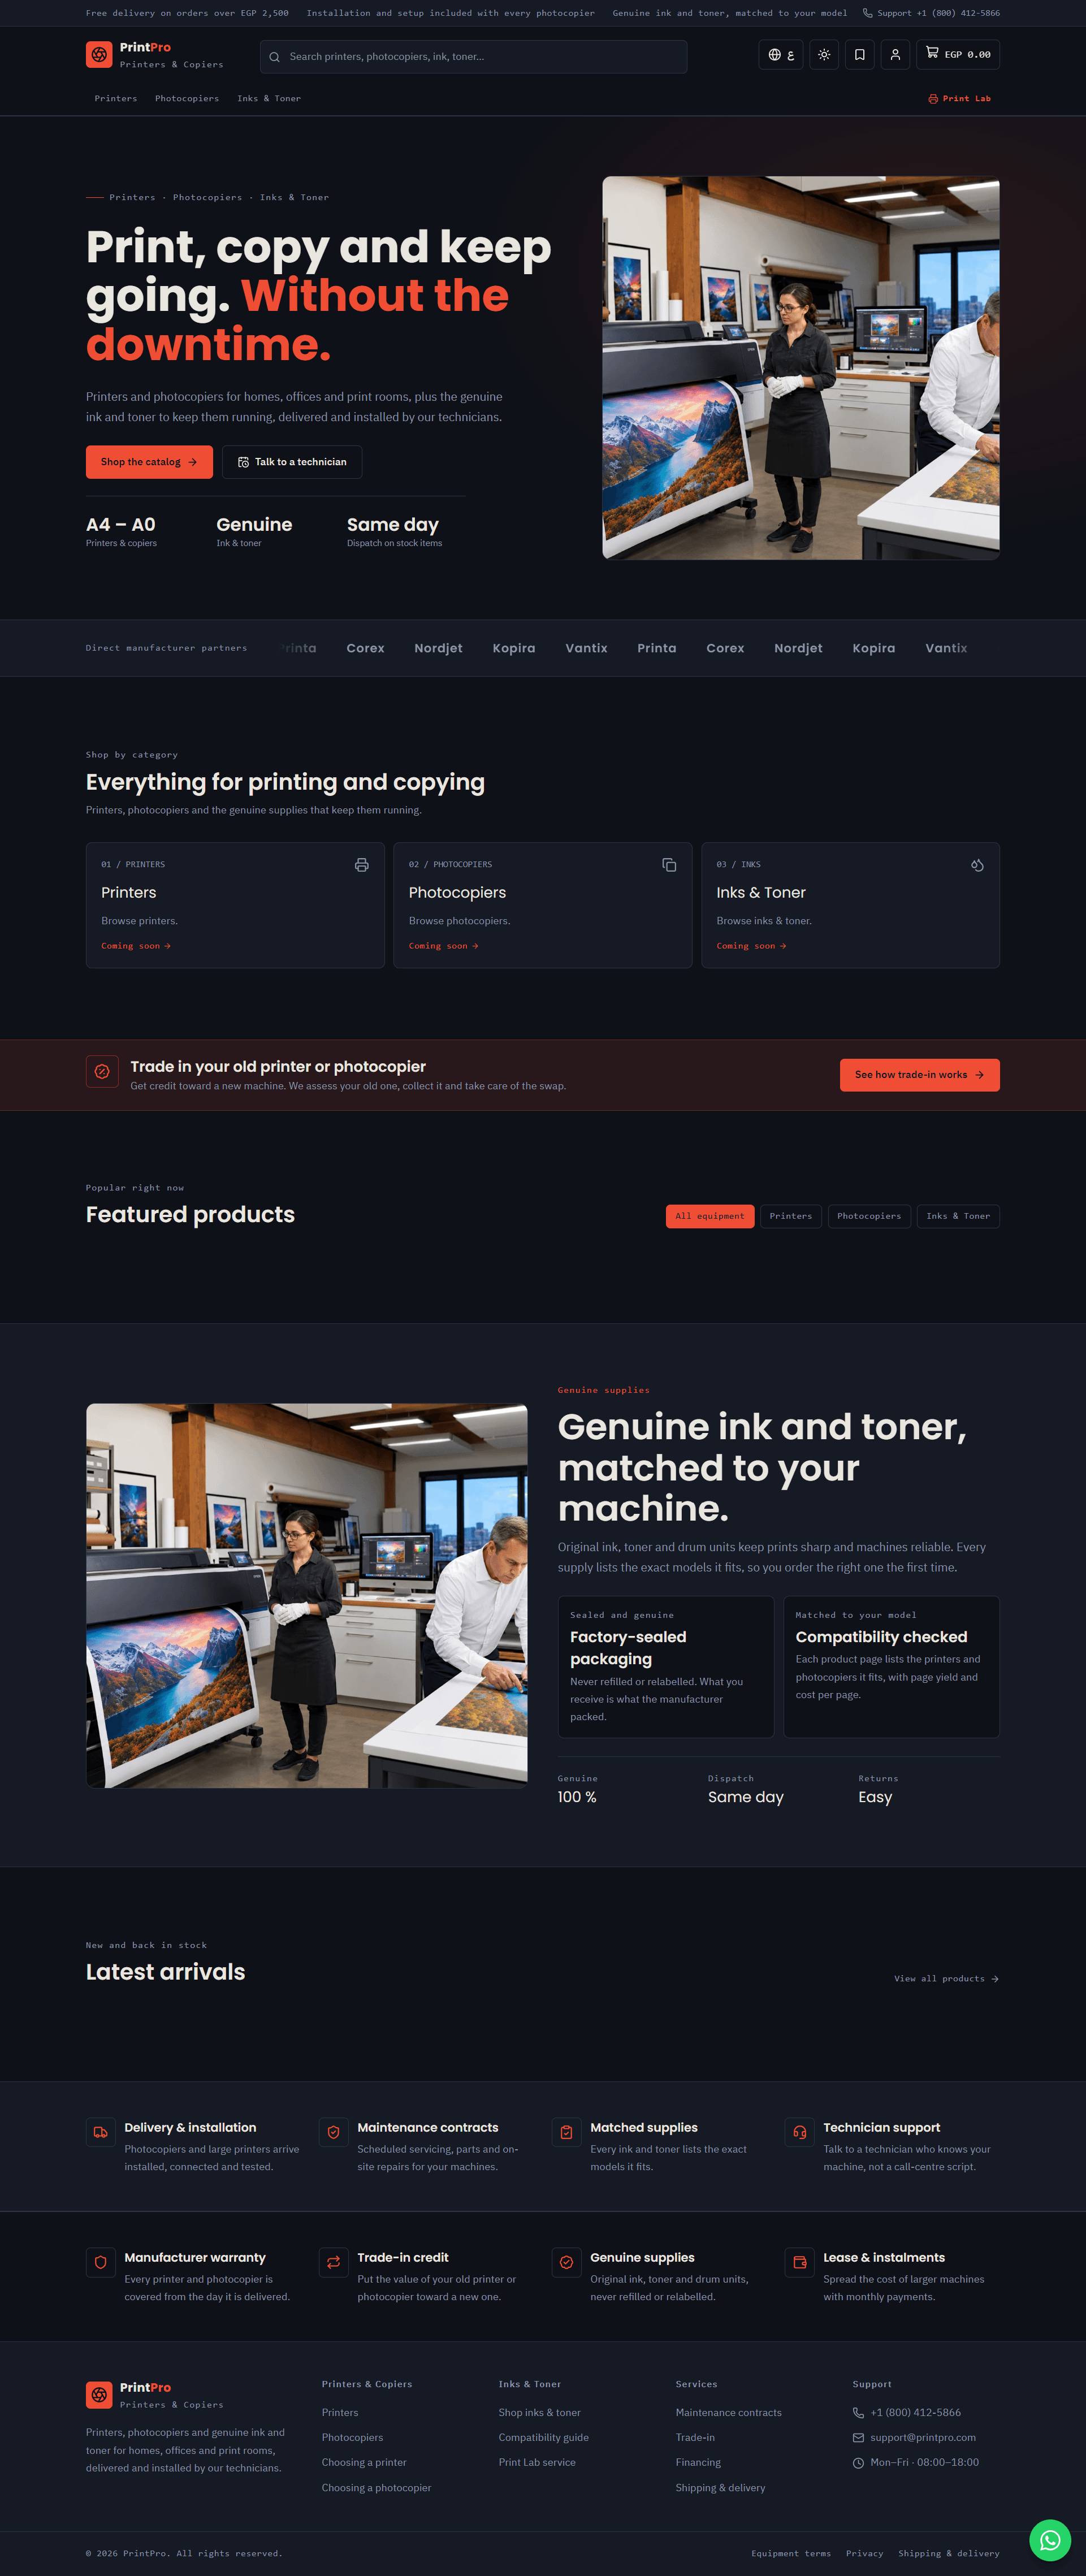 Free delivery on orders over EGP 2,500 Installation and setup included with every photocopier Genuine ink and toner, matched to your model Support +1 (800) 412-5866
PrintPro
Printers & Copiers
Search printers, photocopiers, ink, toner...
ع
EGP 0.00
Printers Photocopiers Inks & Toner
Print Lab
Printers · Photocopiers · Inks & Toner
Print, copy and keep
going. Without the
downtime.
Printers and photocopiers for homes, offices and print rooms, plus the genuine
ink and toner to keep them running, delivered and installed by our technicians.
Shop the catalog
Talk to a technician
A4 – A0
Printers & copiers
Genuine
Ink & toner
Same day
Dispatch on stock items
Direct manufacturer partners
Printa Corex Nordjet Kopira Vantix Printa Corex Nordjet Kopira Vantix
Shop by category
Everything for printing and copying
Printers, photocopiers and the genuine supplies that keep them running.
01 / PRINTERS
Printers
Browse printers.
Coming soon
02 / PHOTOCOPIERS
Photocopiers
Browse photocopiers.
Coming soon
03 / INKS
Inks & Toner
Browse inks & toner.
Coming soon
Trade in your old printer or photocopier
Get credit toward a new machine. We assess your old one, collect it and take care of the swap.
See how trade-in works
Popular right now
Featured products
All equipment Printers Photocopiers Inks & Toner
Genuine supplies
Genuine ink and toner,
matched to your
machine.
Original ink, toner and drum units keep prints sharp and machines reliable. Every
supply lists the exact models it fits, so you order the right one the first time.
Sealed and genuine
Factory-sealed
packaging
Never refilled or relabelled. What you
receive is what the manufacturer
packed.
Matched to your model
Compatibility checked
Each product page lists the printers and
photocopiers it fits, with page yield and
cost per page.
Genuine
100 %
Dispatch
Same day
Returns
Easy
New and back in stock
Latest arrivals
View all products
Delivery & installation
Photocopiers and large printers arrive
installed, connected and tested.
Maintenance contracts
Scheduled servicing, parts and on-
site repairs for your machines.
Matched supplies
Every ink and toner lists the exact
models it fits.
Technician support
Talk to a technician who knows your
machine, not a call-centre script.
Manufacturer warranty
Every printer and photocopier is
covered from the day it is delivered.
Trade-in credit
Put the value of your old printer or
photocopier toward a new one.
Genuine supplies
Original ink, toner and drum units,
never refilled or relabelled.
Lease & instalments
Spread the cost of larger machines
with monthly payments.
PrintPro
Printers & Copiers
Printers, photocopiers and genuine ink and
toner for homes, offices and print rooms,
delivered and installed by our technicians.
Printers & Copiers
Printers
Photocopiers
Choosing a printer
Choosing a photocopier
Inks & Toner
Shop inks & toner
Compatibility guide
Print Lab service
Services
Maintenance contracts
Trade-in
Financing
Shipping & delivery
Support
+1 (800) 412-5866
support@printpro.com
Mon–Fri · 08:00–18:00
© 2026 PrintPro. All rights reserved.
Equipment terms Privacy Shipping & delivery